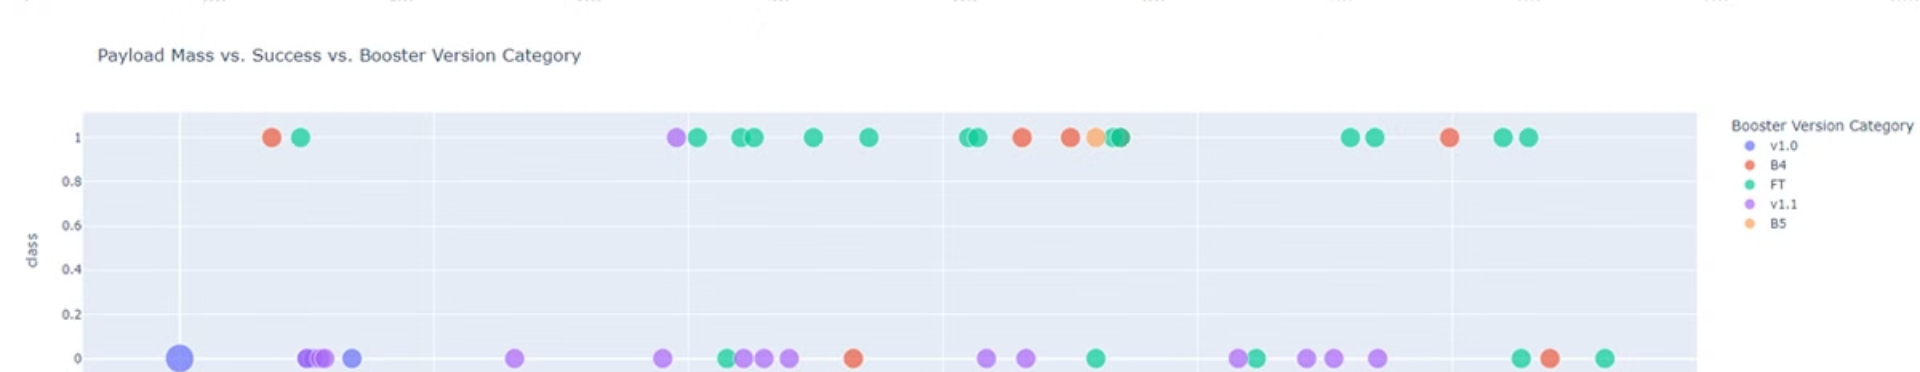 Payload Mass vs. Success vs. Booster Version Category
Booster Version Category
v1.0
B4
FT
v1.1
B5
class
1
0.8
0.6
0.4
0.2
0